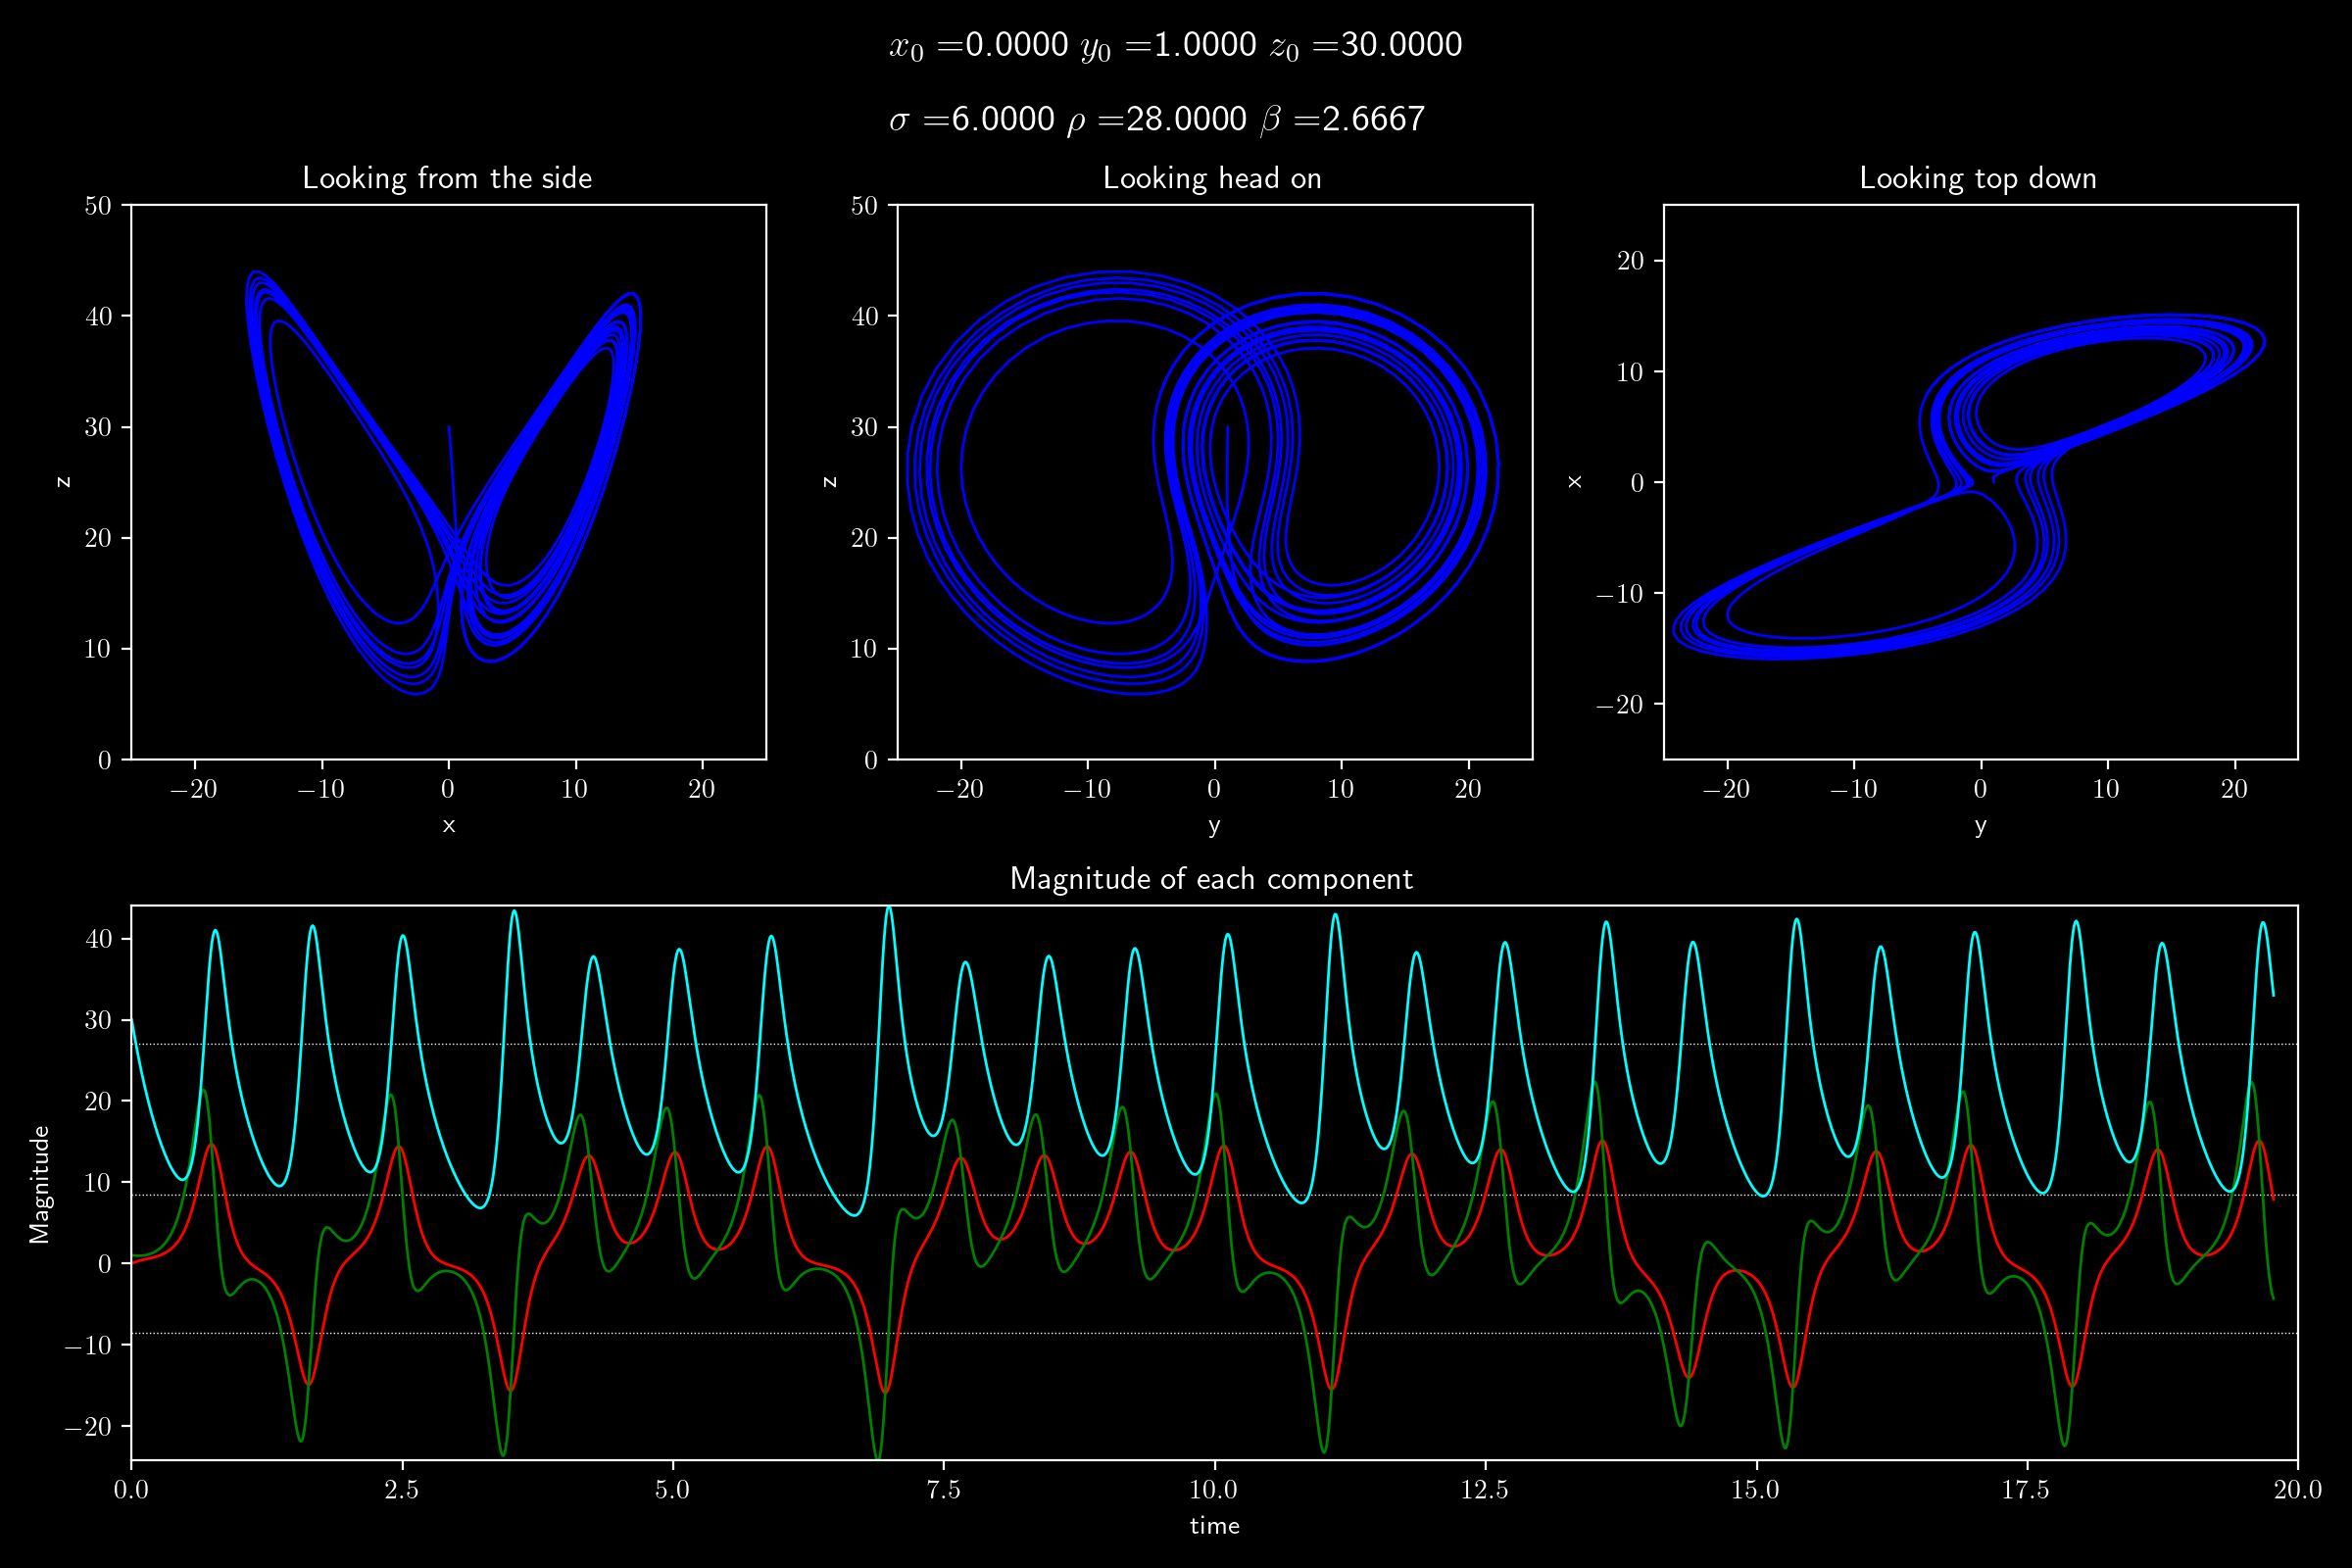 x₀ =0.0000 y₀ =1.0000 z₀ =30.0000
σ =6.0000 ρ =28.0000 β =2.6667
Looking from the side
50
40
30
20
10
0
z
−20 −10 0 10 20
x
Looking head on
50
40
30
20
10
0
z
−20 −10 0 10 20
y
Looking top down
20
10
0
−10
−20
x
−20 −10 0 10 20
y
Magnitude of each component
40
30
20
10
0
−10
−20
Magnitude
0.0 2.5 5.0 7.5 10.0 12.5 15.0 17.5 20.0
time